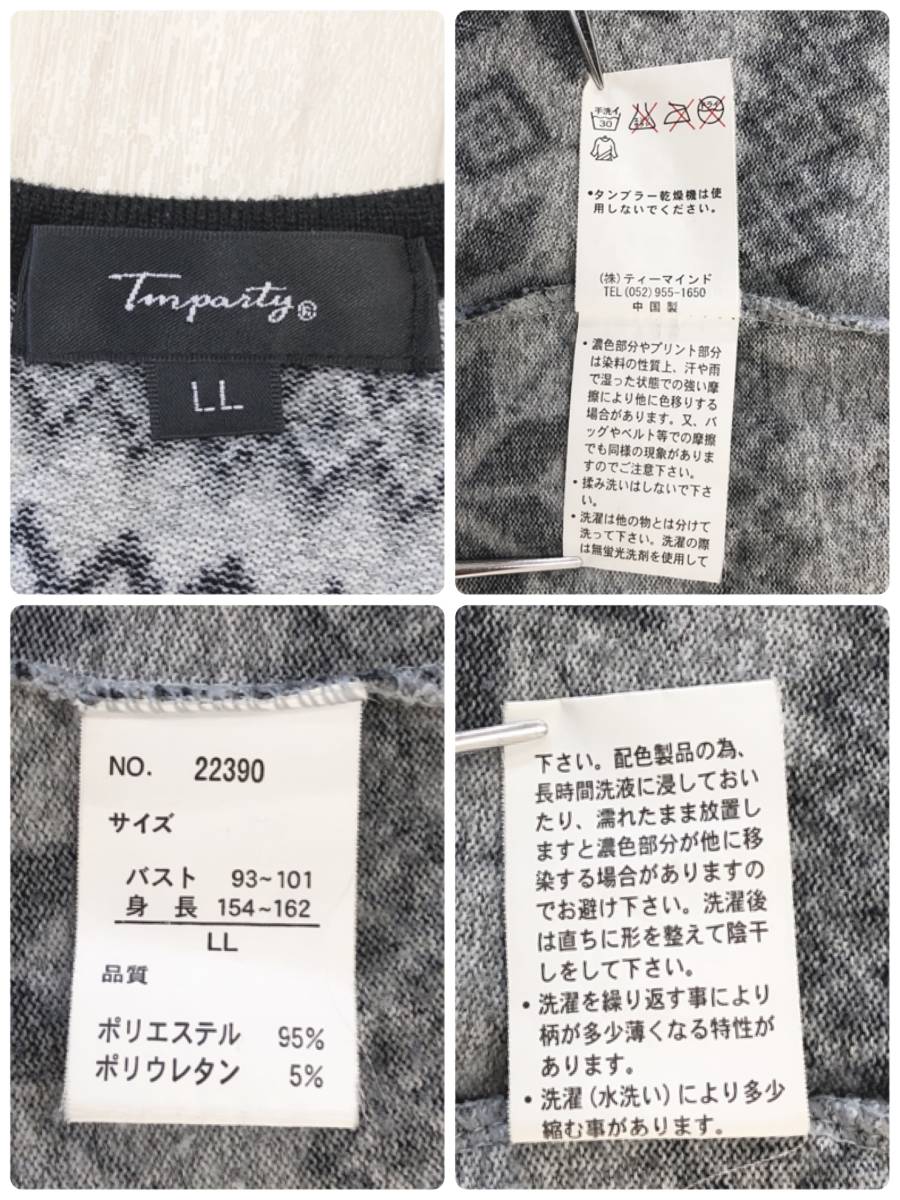 Tmparty®
LL
手洗イ
30
エンソ
ドライ
•タンブラー乾燥機は使
用しないでください。
(株)ティーマインド
TEL(052)955-1650
中国製
•濃色部分やプリント部分
は染料の性質上、汗や雨
で湿った状態での強い摩
擦により他に色移りする
場合があります。又、バ
ッグやベルト等での摩擦
でも同様の現象がありま
すのでご注意下さい。
•揉み洗いはしないで下さ
い。
•洗濯は他の物とは分けて
洗って下さい。洗濯の際
は無蛍光洗剤を使用して
NO. 22390
サイズ
バスト 93~101
身長 154~162
LL
品質
ポリエステル 95%
ポリウレタン 5%
下さい。配色製品の為、
長時間洗液に浸しておい
たり、濡れたまま放置し
ますと濃色部分が他に移
染する場合がありますの
でお避け下さい。洗濯後
は直ちに形を整えて陰干
しをして下さい。
•洗濯を繰り返す事により
柄が多少薄くなる特性が
あります。
•洗濯(水洗い)により多少
縮む事があります。